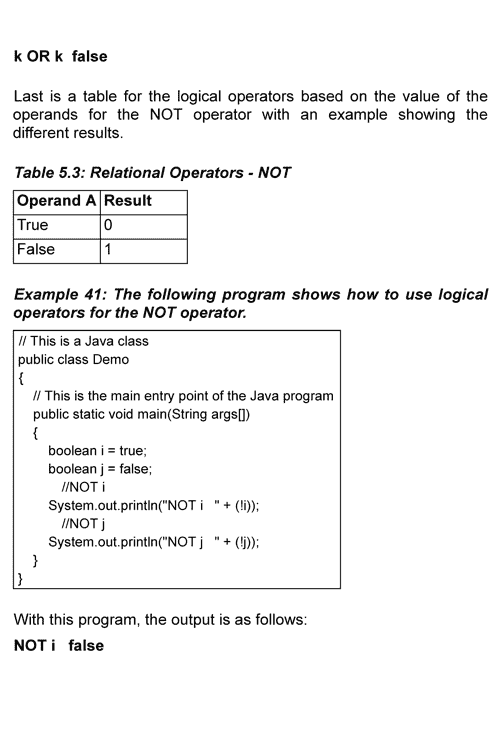 k OR k  false
Last is a table for the logical operators based on the value of the
operands for the NOT operator with an example showing the
different results.
Table 5.3: Relational Operators - NOT
Operand A Result
True 0
False 1
Example 41: The following program shows how to use logical
operators for the NOT operator.
// This is a Java class
public class Demo
{
// This is the main entry point of the Java program
public static void main(String args[])
{
boolean i = true;
boolean j = false;
//NOT i
System.out.println("NOT i   " + (!i));
//NOT j
System.out.println("NOT j   " + (!j));
}
}
With this program, the output is as follows:
NOT i   false